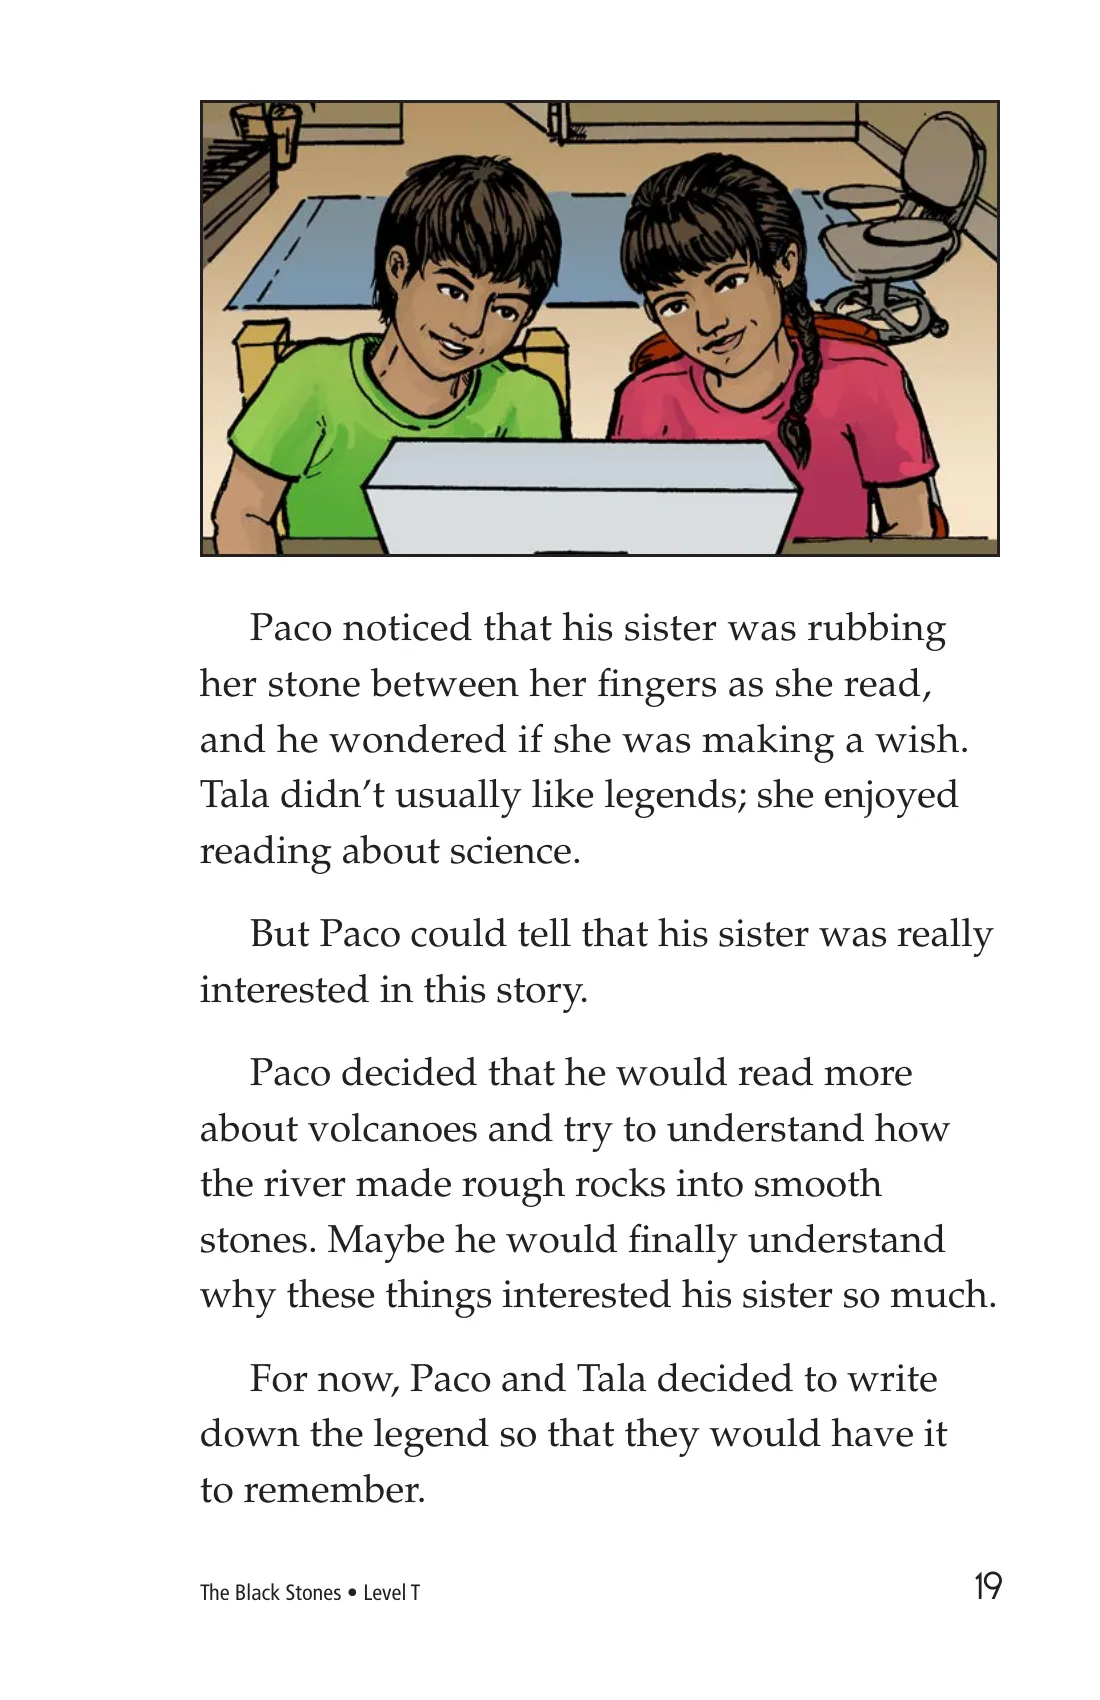 Paco noticed that his sister was rubbing
her stone between her fingers as she read,
and he wondered if she was making a wish.
Tala didn’t usually like legends; she enjoyed
reading about science.
But Paco could tell that his sister was really
interested in this story.
Paco decided that he would read more
about volcanoes and try to understand how
the river made rough rocks into smooth
stones. Maybe he would finally understand
why these things interested his sister so much.
For now, Paco and Tala decided to write
down the legend so that they would have it
to remember.
The Black Stones • Level T
19